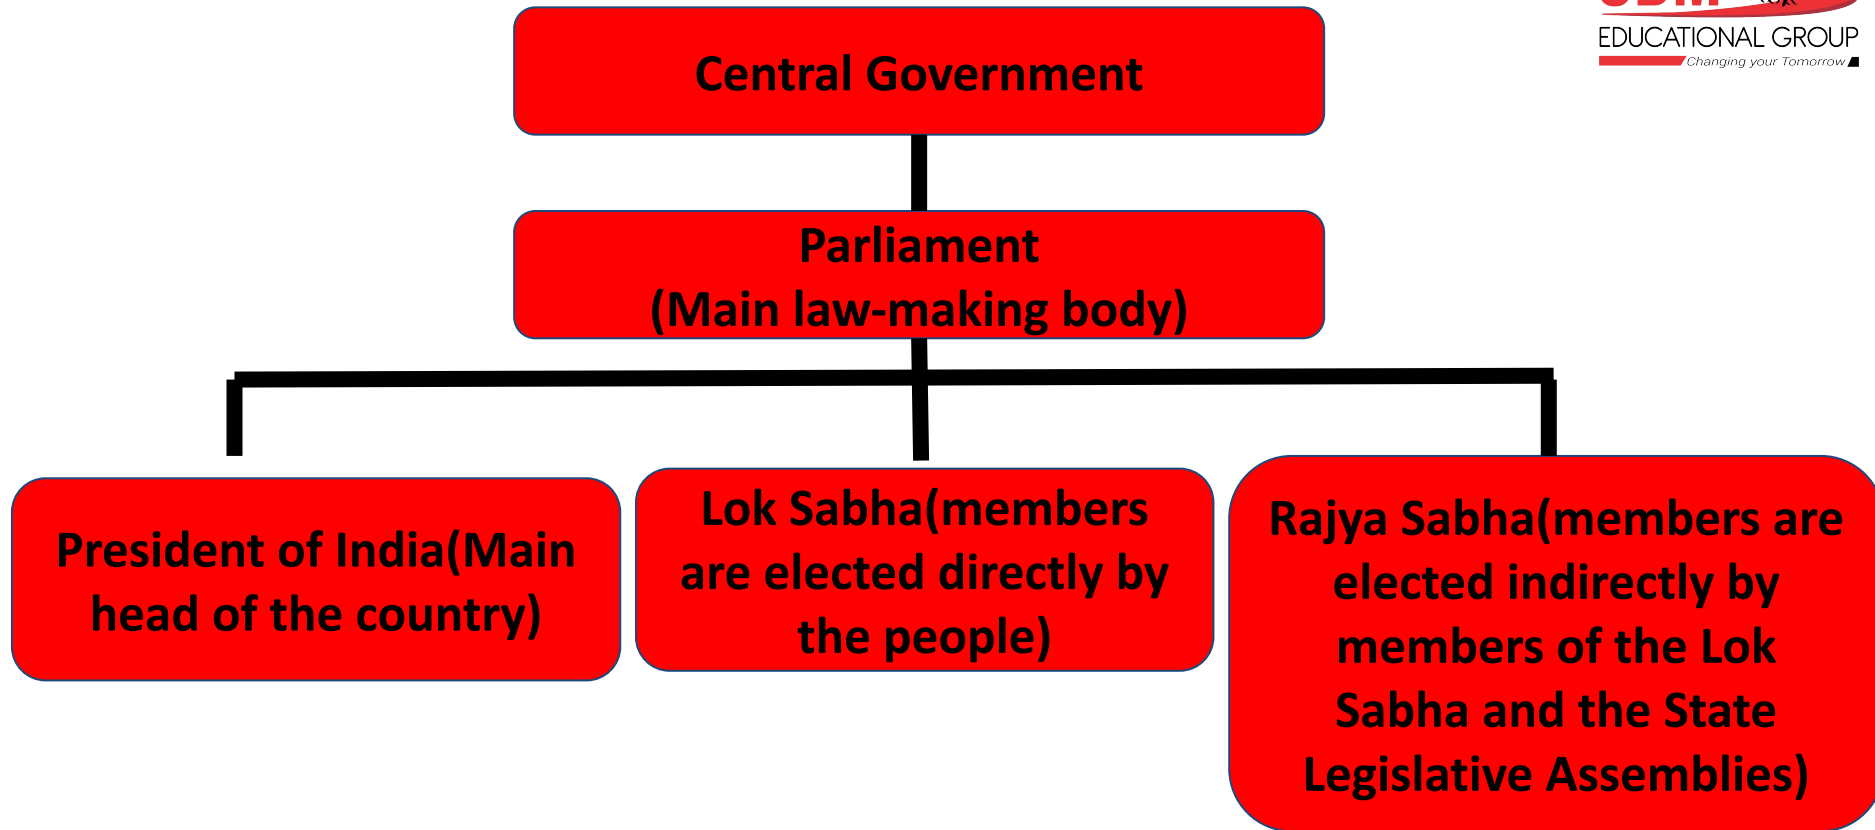 EDUCATIONAL GROUP
Changing your Tomorrow
Central Government
Parliament
(Main law-making body)
President of India(Main
head of the country)
Lok Sabha(members
are elected directly by
the people)
Rajya Sabha(members are
elected indirectly by
members of the Lok
Sabha and the State
Legislative Assemblies)